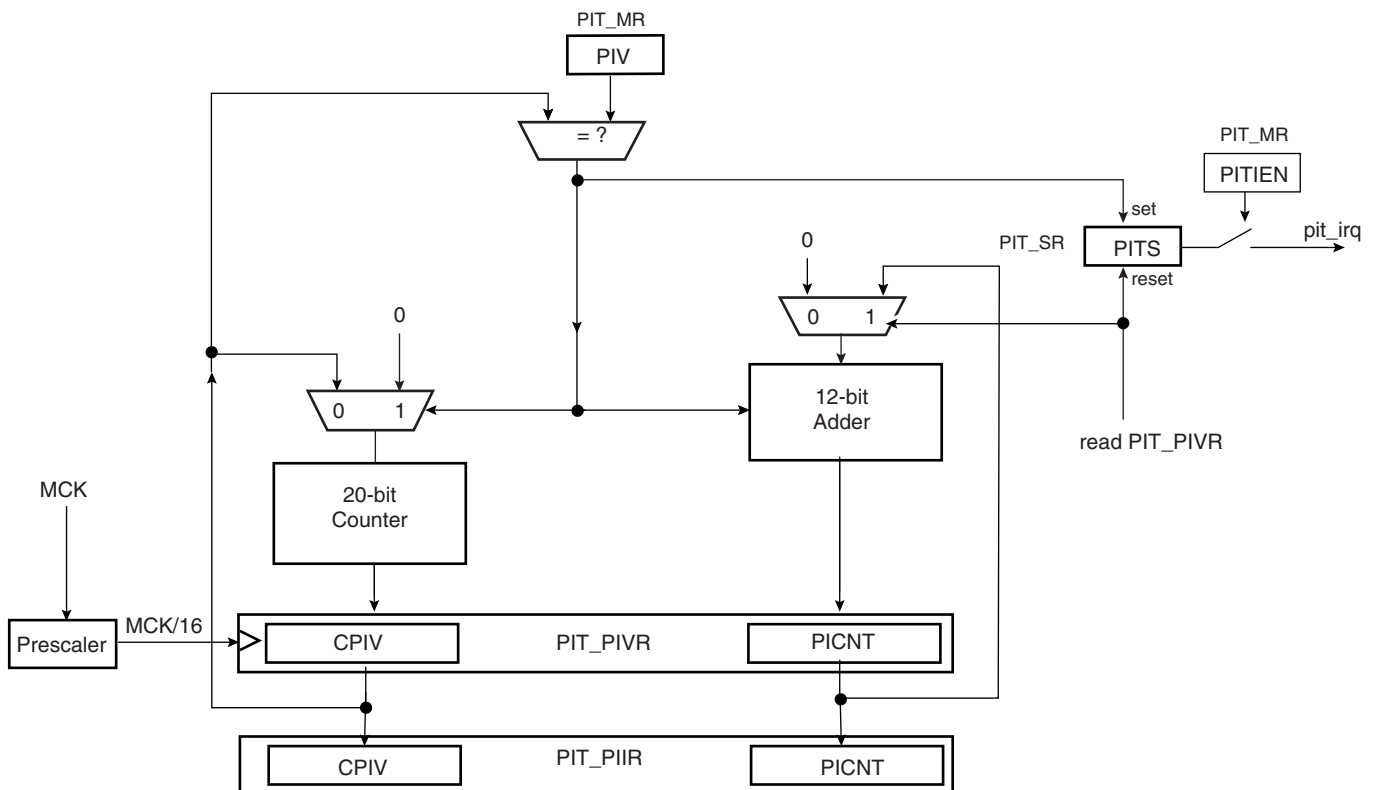 PIT_MR
PIV
= ?
PIT_MR
PITIEN
set
PIT_SR
PITS
pit_irq
reset
0
0 1
0
0 1
12-bit
Adder
read PIT_PIVR
20-bit
Counter
MCK
Prescaler
MCK/16
CPIV
PIT_PIVR
PICNT
CPIV
PIT_PIIR
PICNT